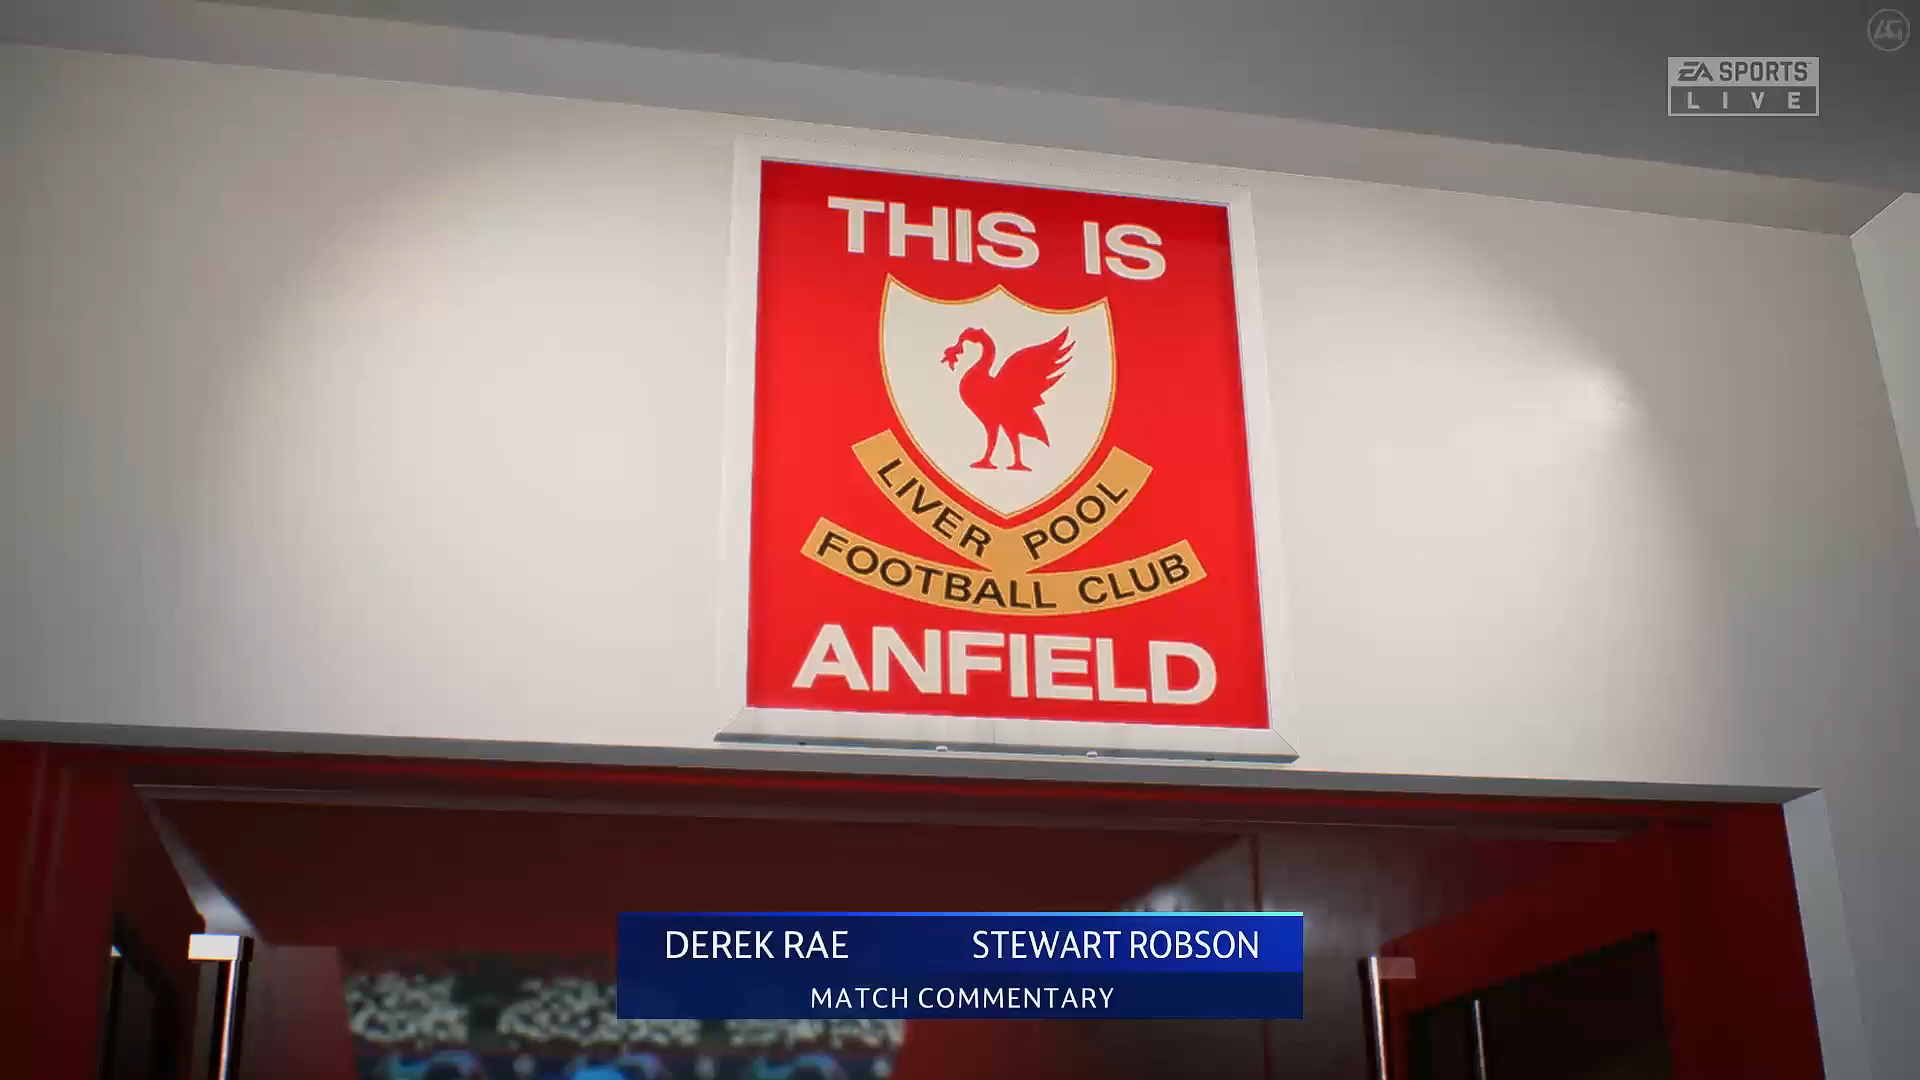 EA SPORTS
LIVE
THIS IS
LIVER POOL
FOOTBALL CLUB
ANFIELD
DEREK RAE STEWART ROBSON
MATCH COMMENTARY